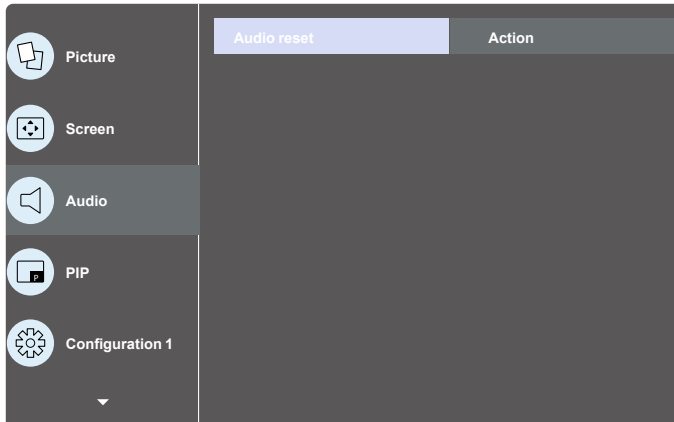 Picture
Screen
Audio
PIP
P
Configuration 1
Audio reset
Action